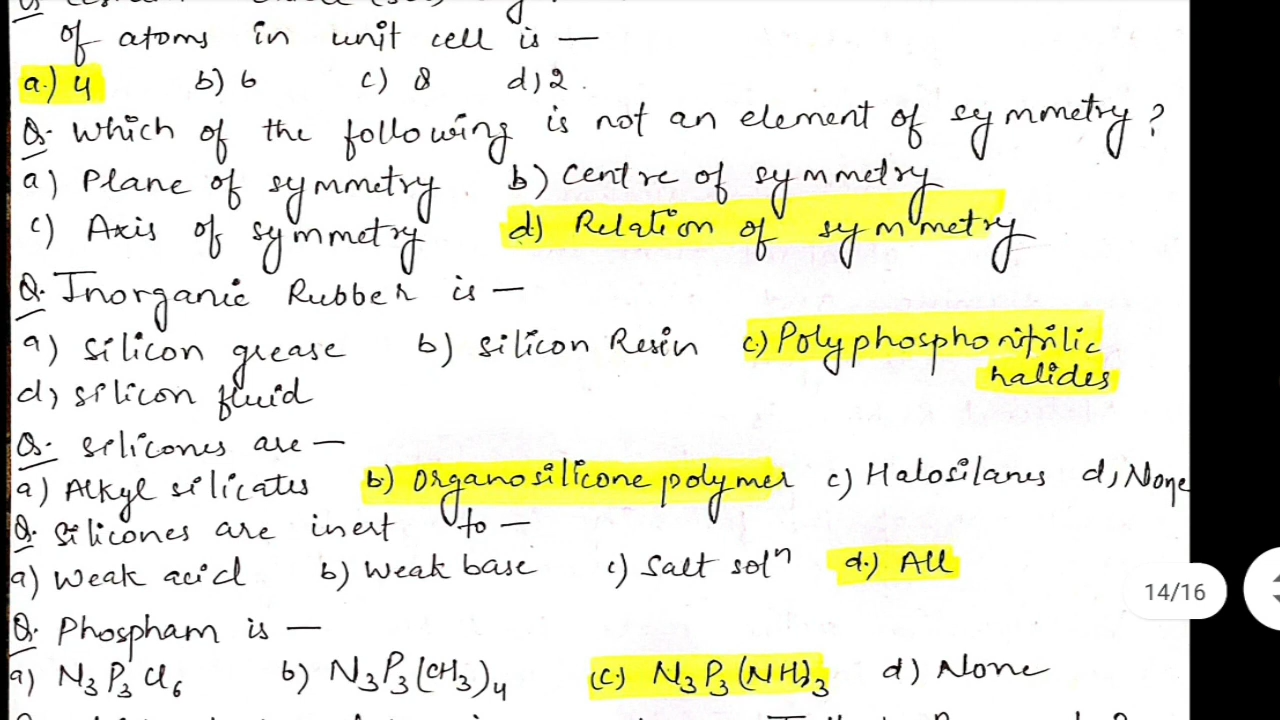 of atoms in unit cell is —
a.) 4 b) 6 c) 8 d) 2.
Q. Which of the following is not an element of symmetry?
a) Plane of symmetry. b) Centre of symmetry
c) Axis of symmetry d) Relation of symmetry
Q. Inorganic Rubber is —
a) silicon grease b) silicon Resin c) Polyphosphonitrilic
halides
d) silicon fluid
Q. silicones are —
a) Alkyl silicates b) Organosilicone polymer c) Halosilanes d) None
Q. Silicones are inert to —
a) Weak acid b) Weak base c) Salt solⁿ d.) All
14/16
Q. Phospham is —
a) N₃P₃Cl₆ b) N₃P₃(CH₃)₄ (c.) N₃P₃(NH)₃ d) None